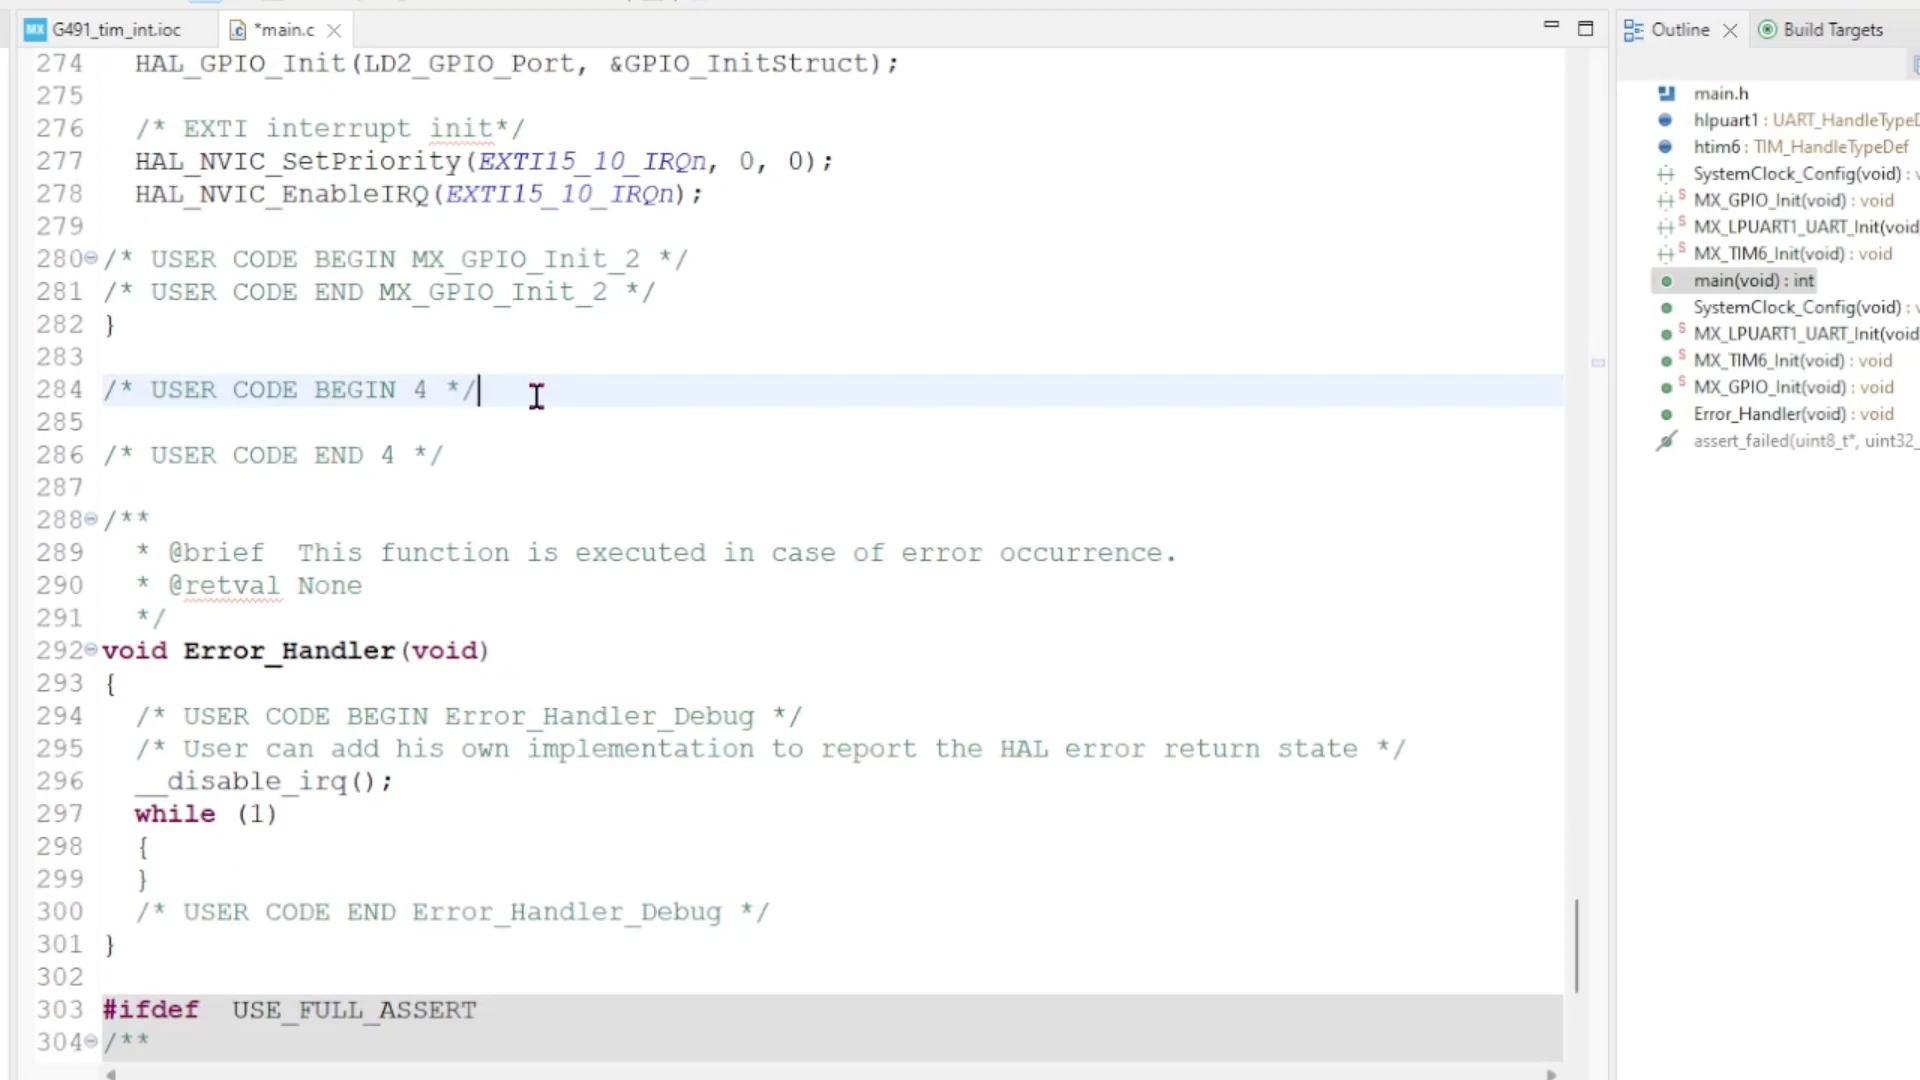 G491_tim_int.ioc
*main.c
274 HAL_GPIO_Init(LD2_GPIO_Port, &GPIO_InitStruct);
275
276 /* EXTI interrupt init*/
277 HAL_NVIC_SetPriority(EXTI15_10_IRQn, 0, 0);
278 HAL_NVIC_EnableIRQ(EXTI15_10_IRQn);
279
280 /* USER CODE BEGIN MX_GPIO_Init_2 */
281 /* USER CODE END MX_GPIO_Init_2 */
282 }
283
284 /* USER CODE BEGIN 4 */
285
286 /* USER CODE END 4 */
287
288 /**
289 * @brief  This function is executed in case of error occurrence.
290 * @retval None
291 */
292 void Error_Handler(void)
293 {
294 /* USER CODE BEGIN Error_Handler_Debug */
295 /* User can add his own implementation to report the HAL error return state */
296 __disable_irq();
297 while (1)
298 {
299 }
300 /* USER CODE END Error_Handler_Debug */
301 }
302
303 #ifdef  USE_FULL_ASSERT
304 /**
Outline
Build Targets
main.h
hlpuart1 : UART_HandleTypeD
htim6 : TIM_HandleTypeDef
SystemClock_Config(void) : v
MX_GPIO_Init(void) : void
MX_LPUART1_UART_Init(void
MX_TIM6_Init(void) : void
main(void) : int
SystemClock_Config(void) : v
MX_LPUART1_UART_Init(void
MX_TIM6_Init(void) : void
MX_GPIO_Init(void) : void
Error_Handler(void) : void
assert_failed(uint8_t*, uint32_